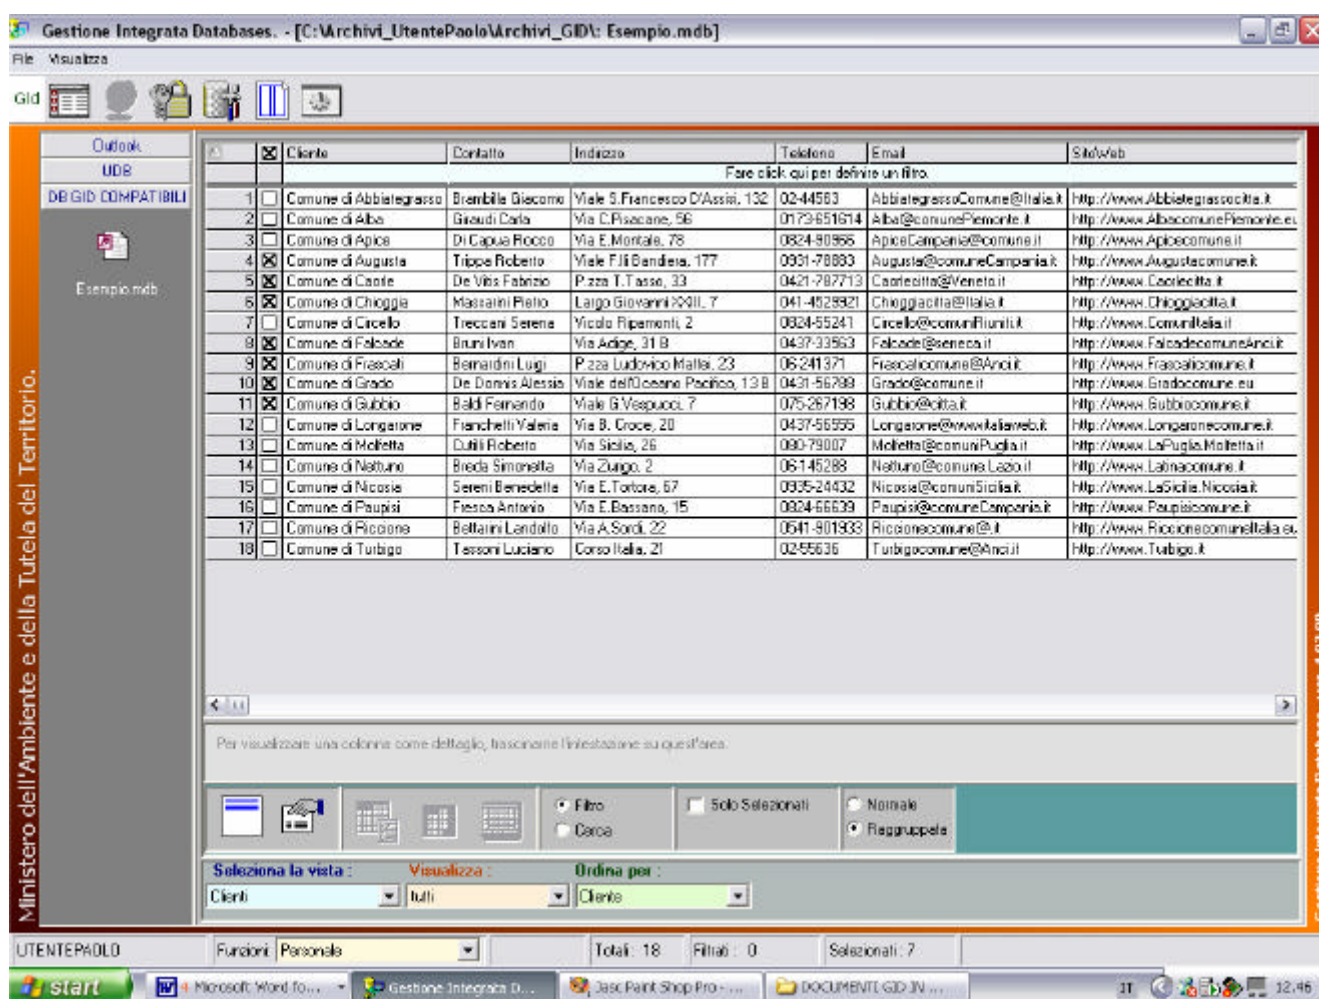 Gestione Integrata Databases. - [C:\Archivi_UtentePaolo\Archivi_GID\: Esempio.mdb]
File Visualizza
GId
Outlook
UDB
DB GID COMPATIBILI
Esempio.mdb
Ministero dell'Ambiente e della Tutela del Territorio.
Cliente Contatto Indirizzo Telefono Email SitoWeb
Fare click qui per definire un filtro.
1 Comune di Abbiategrasso Brambilla Giacomo Viale S.Francesco D'Assisi, 132 02-44563 AbbiategrassoComune@Italia.it http://www.Abbiategrassocitta.it
2 Comune di Alba Giraudi Carla Via C.Pisacane, 56 0173-651614 Alba@comunePiemonte.it http://www.AlbacomunePiemonte.eu
3 Comune di Apice Di Capua Rocco Via E.Montale, 78 0824-90966 ApiceCampania@comune.it http://www.Apicecomune.it
4 Comune di Augusta Trippa Roberto Viale F.lli Bandiera, 177 0931-78883 Augusta@comuneCampania.it http://www.Augustacomune.it
5 Comune di Caorle De Vitis Fabrizio P.zza T.Tasso, 33 0421-787713 Caorlecitta@Veneto.it http://www.Caorlecitta.it
6 Comune di Chioggia Massarini Pietro Largo Giovanni XXIII, 7 041-4529921 Chioggiacitta@Italia.it http://www.Chioggiacitta.it
7 Comune di Circello Treccani Serena Vicolo Ripamonti, 2 0824-55241 Circello@comuniRiuniti.it http://www.ComuniItalia.it
8 Comune di Falcade Bruni Ivan Via Adige, 31 B 0437-33563 Falcade@seneca.it http://www.FalcadecomuneAnci.it
9 Comune di Frascati Bernardini Luigi P.zza Ludovico Mattei, 23 06-241371 Frascaticomune@Anci.it http://www.Frascaticomune.it
10 Comune di Grado De Donnis Alessia Viale dell'Oceano Pacifico, 13 B 0431-56788 Grado@comune.it http://www.Gradocomune.eu
11 Comune di Gubbio Baldi Fernando Viale G.Vespucci, 7 075-267198 Gubbio@citta.it http://www.Gubbiocomune.it
12 Comune di Longarone Franchetti Valeria Via B. Croce, 20 0437-56555 Longarone@wwwitaliaweb.it http://www.Longaronecomune.it
13 Comune di Molfetta Cutilli Roberto Via Sicilia, 26 080-79007 Molfetta@comuniPuglia.it http://www.LaPuglia.Molfetta.it
14 Comune di Nettuno Breda Simonetta Via Zurigo, 2 06-145288 Nettuno@comune.Lazio.it http://www.Latinacomune.it
15 Comune di Nicosia Sereni Benedetta Via E.Tortora, 67 0935-24432 Nicosia@comuniSicilia.it http://www.LaSicilia.Nicosia.it
16 Comune di Paupisi Fresca Antonio Via E.Bassano, 15 0824-66639 Paupisi@comuneCampania.it http://www.Paupisicomune.it
17 Comune di Riccione Bettarini Landolfo Via A.Sordi, 22 0541-901933 Riccionecomune@.it http://www.RiccionecomuneItalia.eu
18 Comune di Turbigo Tassoni Luciano Corso Italia, 21 02-55636 Turbigocomune@Anci.it http://www.Turbigo.it
Per visualizzare una colonna come dettaglio, trascinarne l'intestazione su quest'area.
Filtro
Cerca
Solo Selezionati
Normale
Raggruppata
Seleziona la vista : Visualizza : Ordina per :
Clienti tutti Cliente
UTENTEPAOLO Funzioni: Personale Totali: 18 Filtrati : 0 Selezionati: 7
start 4 Microsoft Word fo... Gestione Integrata D... Jasc Paint Shop Pro - ... DOCUMENTI GID IN ... IT 12.46